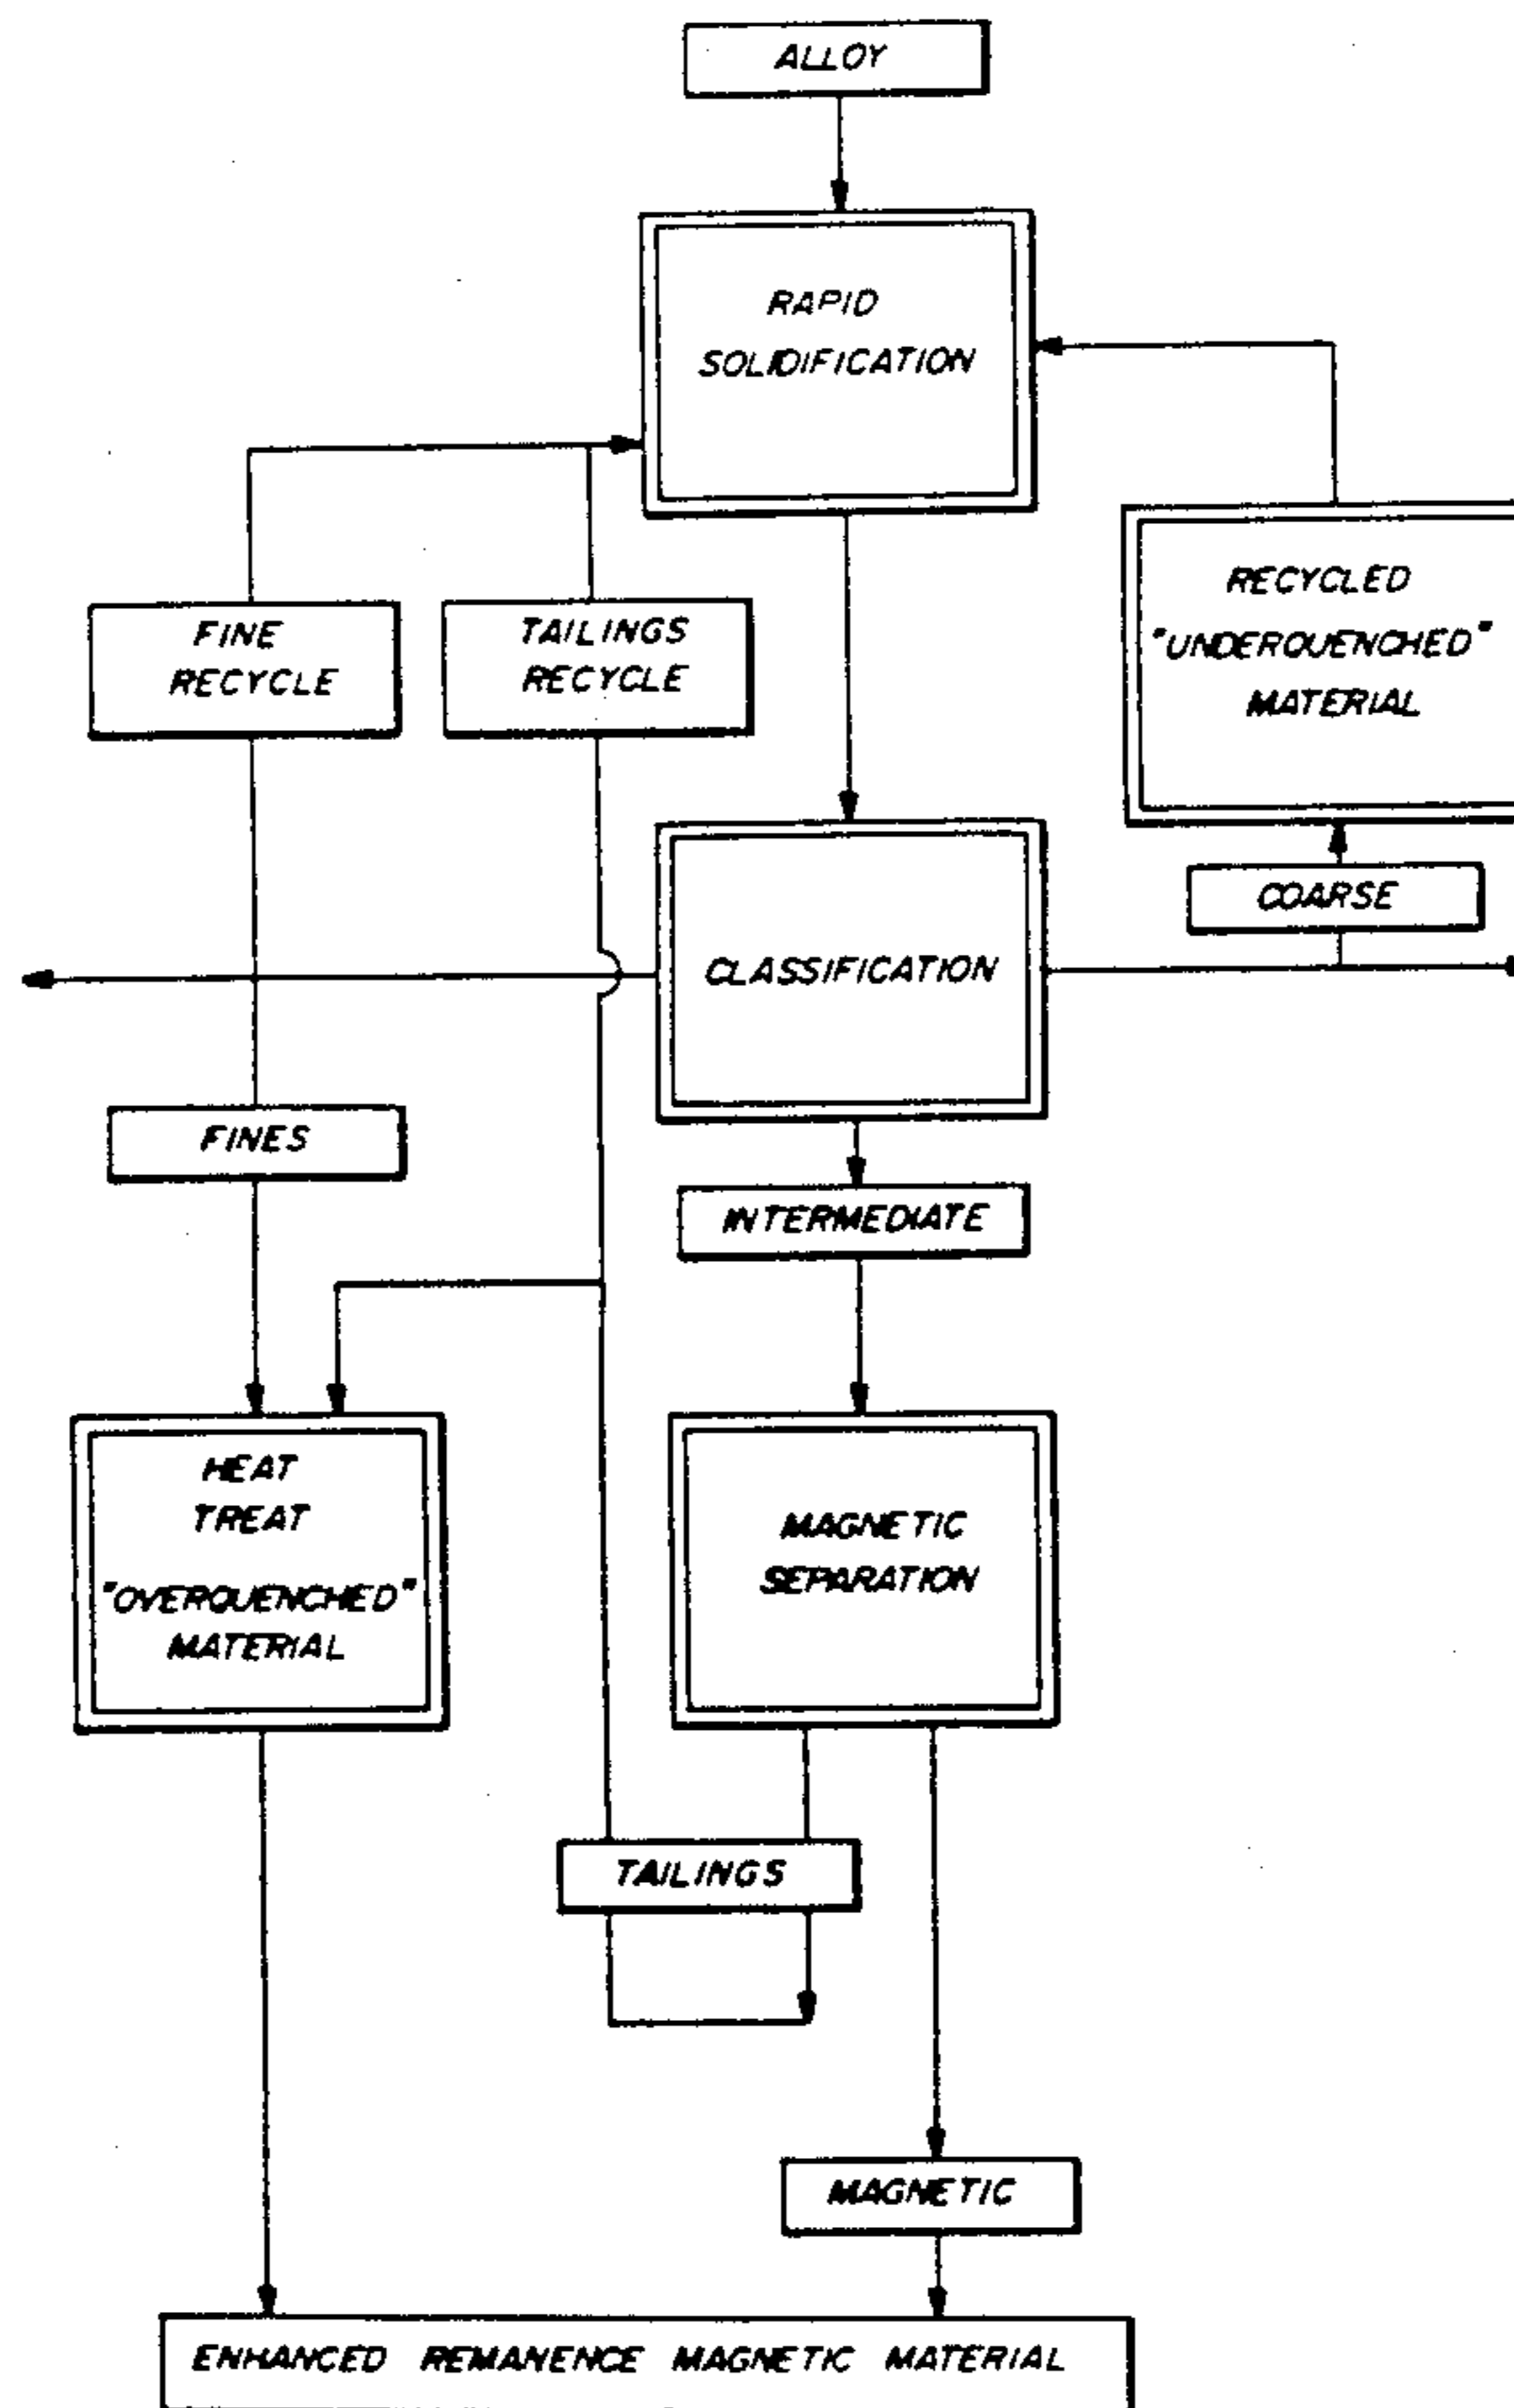 ALLOY
RAPID
SOLIDIFICATION
FINE
RECYCLE
TAILINGS
RECYCLE
RECYCLED
"UNDERQUENCHED"
MATERIAL
COARSE
CLASSIFICATION
FINES
INTERMEDIATE
HEAT
TREAT
"OVERQUENCHED"
MATERIAL
MAGNETIC
SEPARATION
TAILINGS
MAGNETIC
ENHANCED REMANENCE MAGNETIC MATERIAL